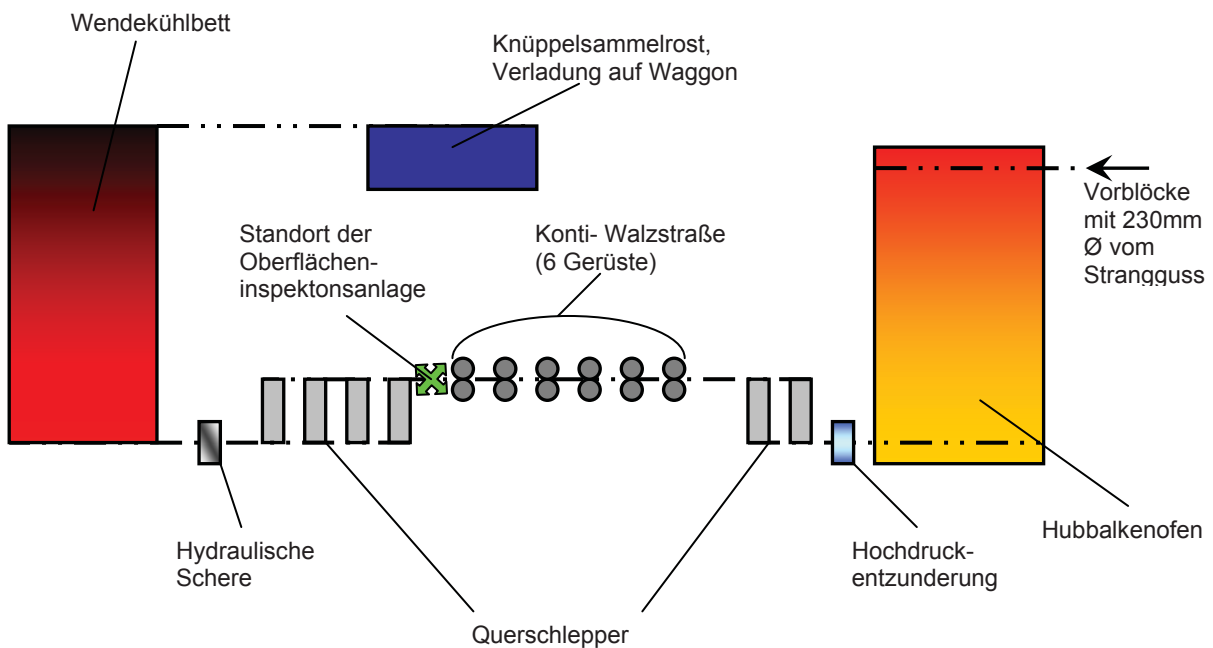 Wendekühlbett
Knüppelsammelrost,
Verladung auf Waggon
Vorblöcke
mit 230mm
Ø vom
Strangguss
Standort der
Oberflächen-
inspektonsanlage
Konti- Walzstraße
(6 Gerüste)
Hydraulische
Schere
Querschlepper
Hochdruck-
entzunderung
Hubbalkenofen